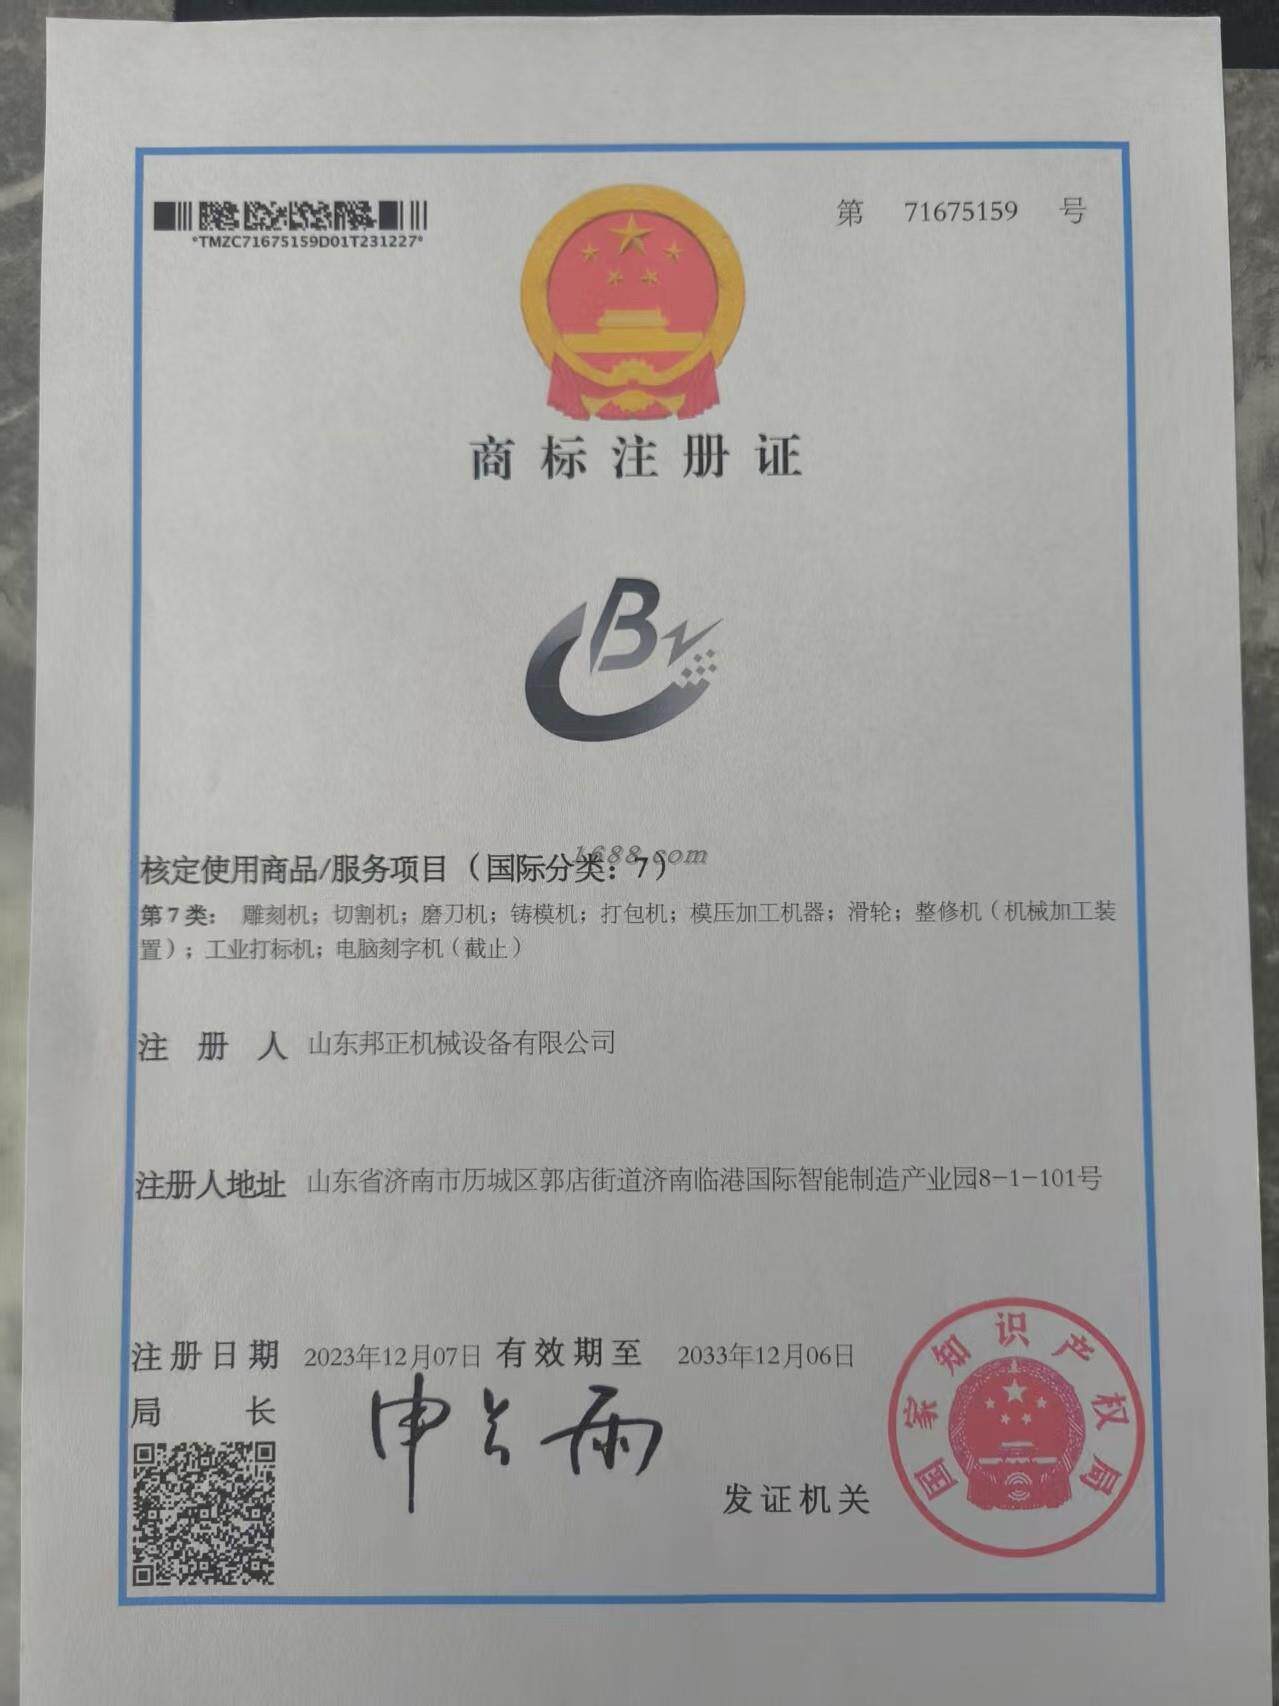 第 71675159 号
*TMZC71675159D01T231227*
商标注册证
B
1688.com
核定使用商品/服务项目（国际分类：7）
第7类： 雕刻机；切割机；磨刀机；铸模机；打包机；模压加工机器；滑轮；整修机（机械加工装
置）；工业打标机；电脑刻字机（截止）
注册人 山东邦正机械设备有限公司
注册人地址 山东省济南市历城区郭店街道济南临港国际智能制造产业园8-1-101号
注册日期 2023年12月07日 有效期至 2033年12月06日
局长 申长雨
发证机关
国家知识产权局